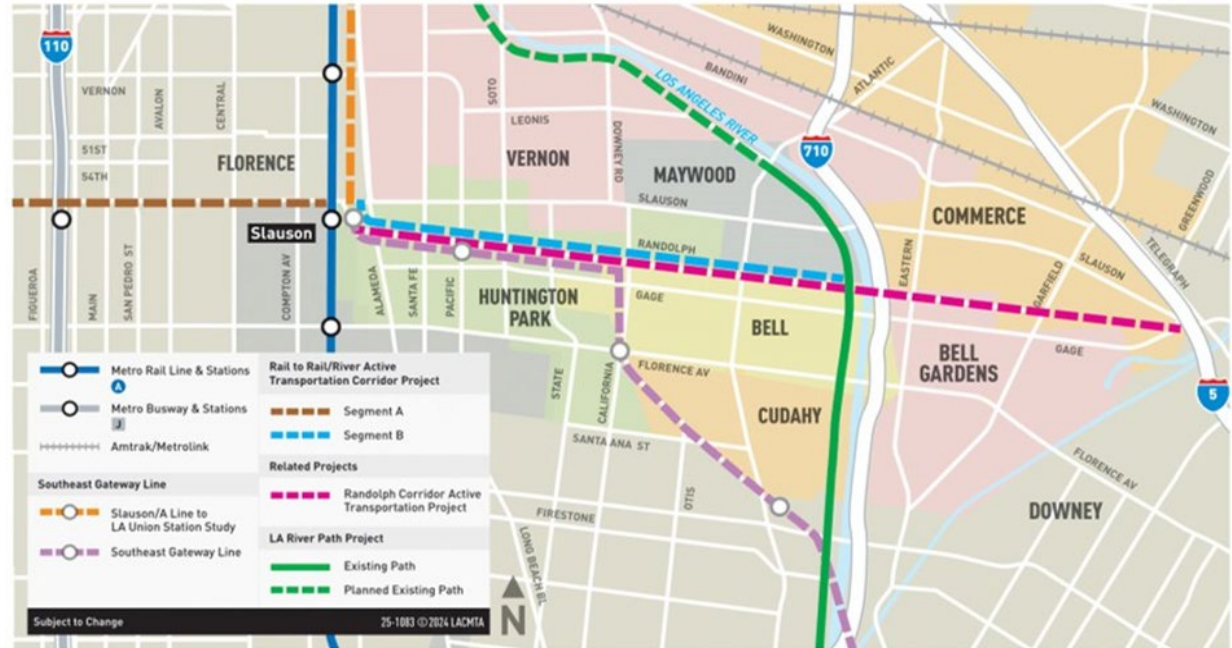 110
VERNON
AVALON
CENTRAL
51ST
54TH
FLORENCE
Slauson
FIGUEROA
MAIN
SAN PEDRO ST
COMPTON AV
ALAMEDA
SANTA FE
PACIFIC
SOTO
LEONIS
VERNON
DOWNEY RD
LOS ANGELES RIVER
BANDINI
WASHINGTON
ATLANTIC
710
MAYWOOD
SLAUSON
RANDOLPH
COMMERCE
WASHINGTON
GREENWOOD
TELEGRAPH
SLAUSON
EASTERN
GARFIELD
HUNTINGTON
PARK
GAGE
BELL
BELL
GARDENS
GAGE
5
STATE
CALIFORNIA
FLORENCE AV
CUDAHY
SANTA ANA ST
OTIS
FIRESTONE
LONG BEACH BL
FLORENCE AV
DOWNEY
Metro Rail Line & Stations
A
Metro Busway & Stations
J
Amtrak/Metrolink
Southeast Gateway Line
Slauson/A Line to
LA Union Station Study
Southeast Gateway Line
Rail to Rail/River Active
Transportation Corridor Project
Segment A
Segment B
Related Projects
Randolph Corridor Active
Transportation Project
LA River Path Project
Existing Path
Planned Existing Path
Subject to Change
25-1083 ©2024 LACMTA
N